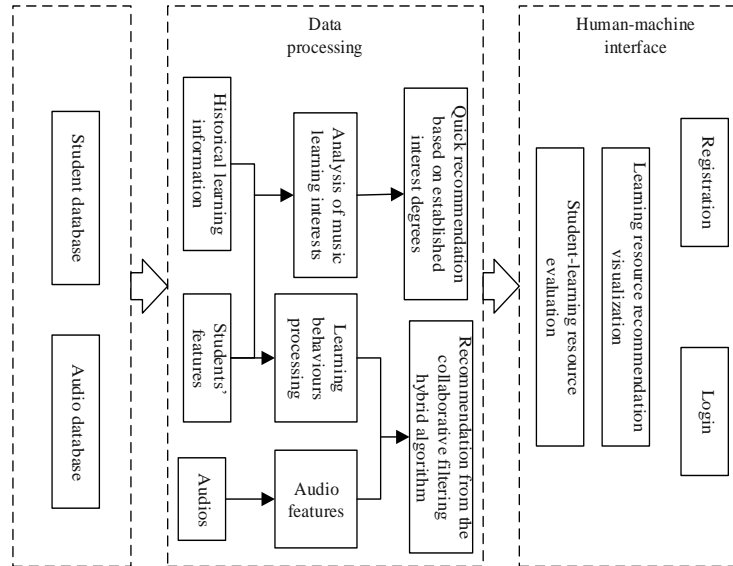 Student database
Audio database
Data
processing
Historical learning
information
Students’
features
Audios
Analysis of music
learning interests
Learning
behaviours
processing
Audio
features
Quick recommendation
based on established
interest degrees
Recommendation from the
collaborative filtering
hybrid algorithm
Human-machine
interface
Student-learning resource
evaluation
Learning resource recommendation
visualization
Registration
Login